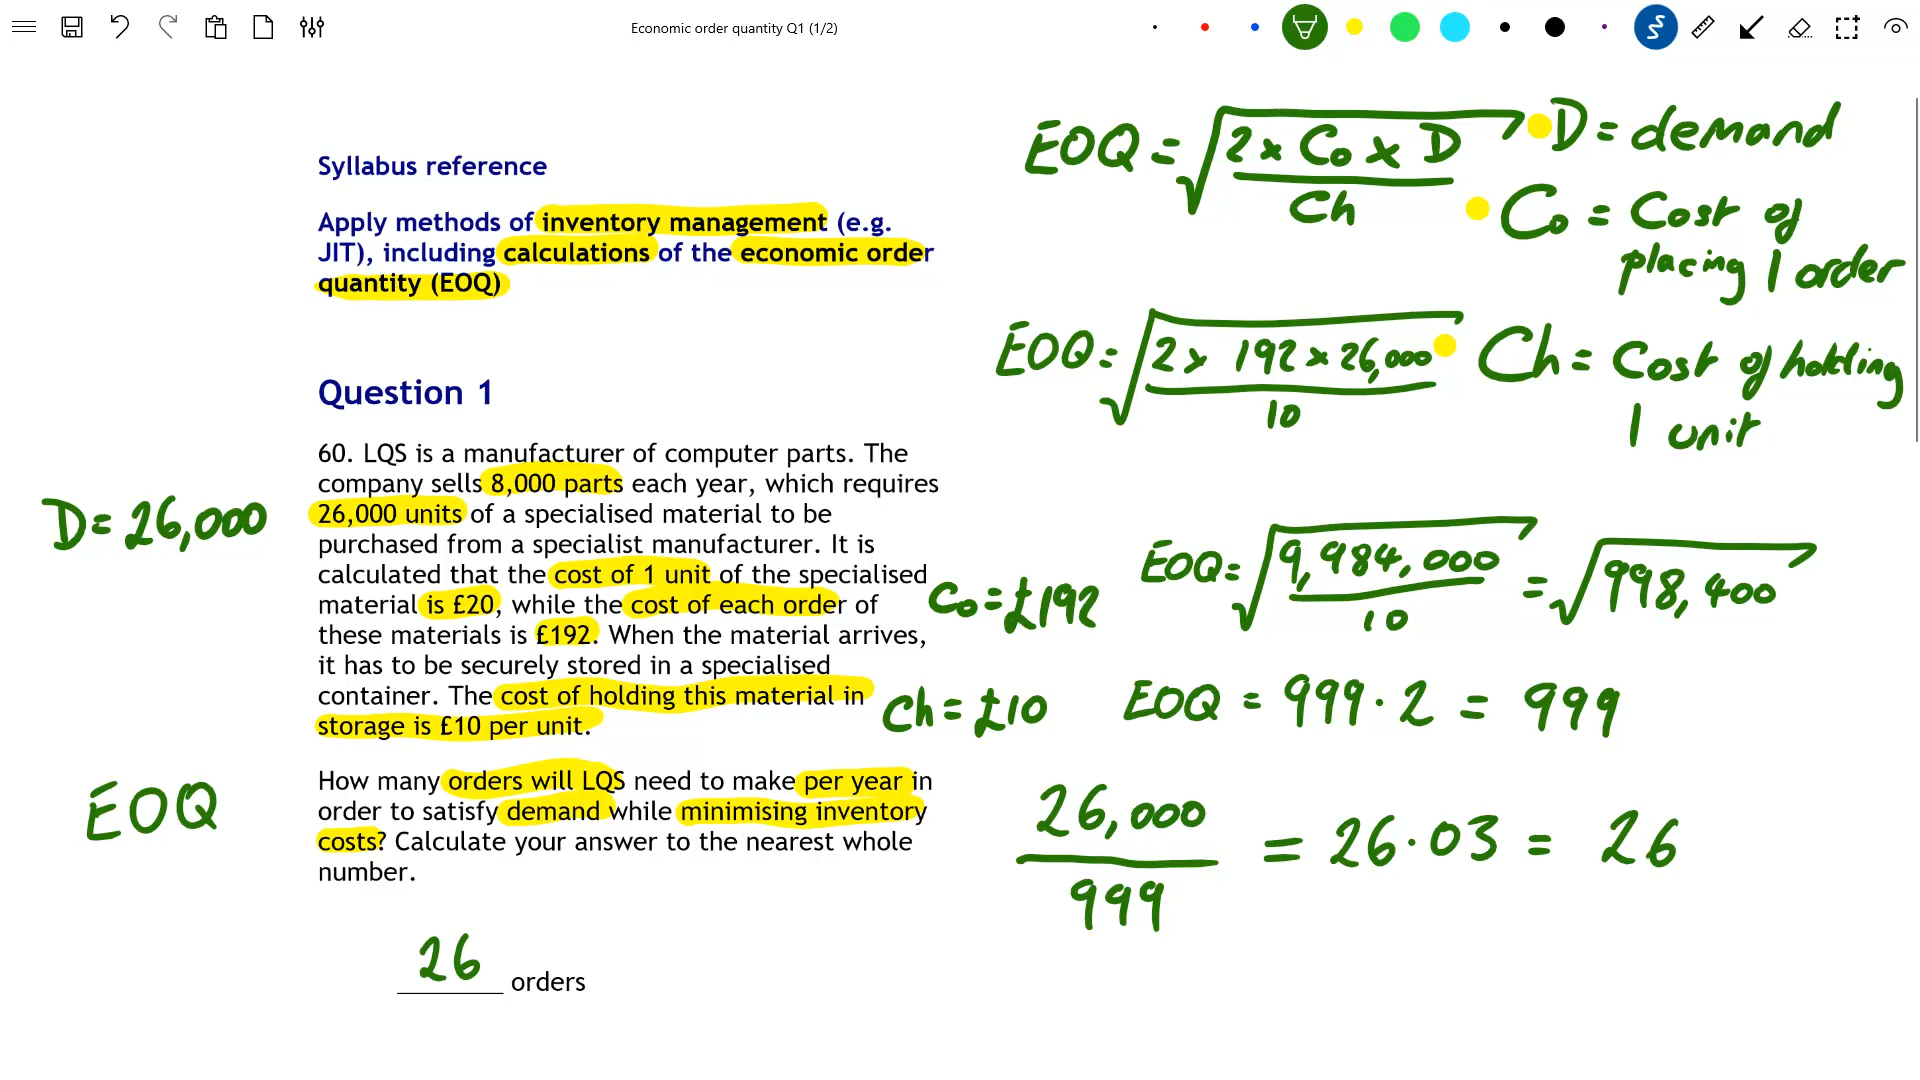 Economic order quantity Q1 (1/2)
Syllabus reference
Apply methods of inventory management (e.g.
JIT), including calculations of the economic order
quantity (EOQ)
Question 1
60. LQS is a manufacturer of computer parts. The
company sells 8,000 parts each year, which requires
26,000 units of a specialised material to be
purchased from a specialist manufacturer. It is
calculated that the cost of 1 unit of the specialised
material is £20, while the cost of each order of
these materials is £192. When the material arrives,
it has to be securely stored in a specialised
container. The cost of holding this material in
storage is £10 per unit.
How many orders will LQS need to make per year in
order to satisfy demand while minimising inventory
costs? Calculate your answer to the nearest whole
number.
26
orders
D = 26,000
EOQ
Co = £192
Ch = £10
EOQ = √ 2 × Co × D
Ch
D = demand
Co = Cost of
placing 1 order
Ch = Cost of holding
1 unit
EOQ = √ 2 × 192 × 26,000
10
EOQ = √ 9,984,000 = √ 998,400
10
EOQ = 999.2 = 999
26,000
= 26.03 = 26
999